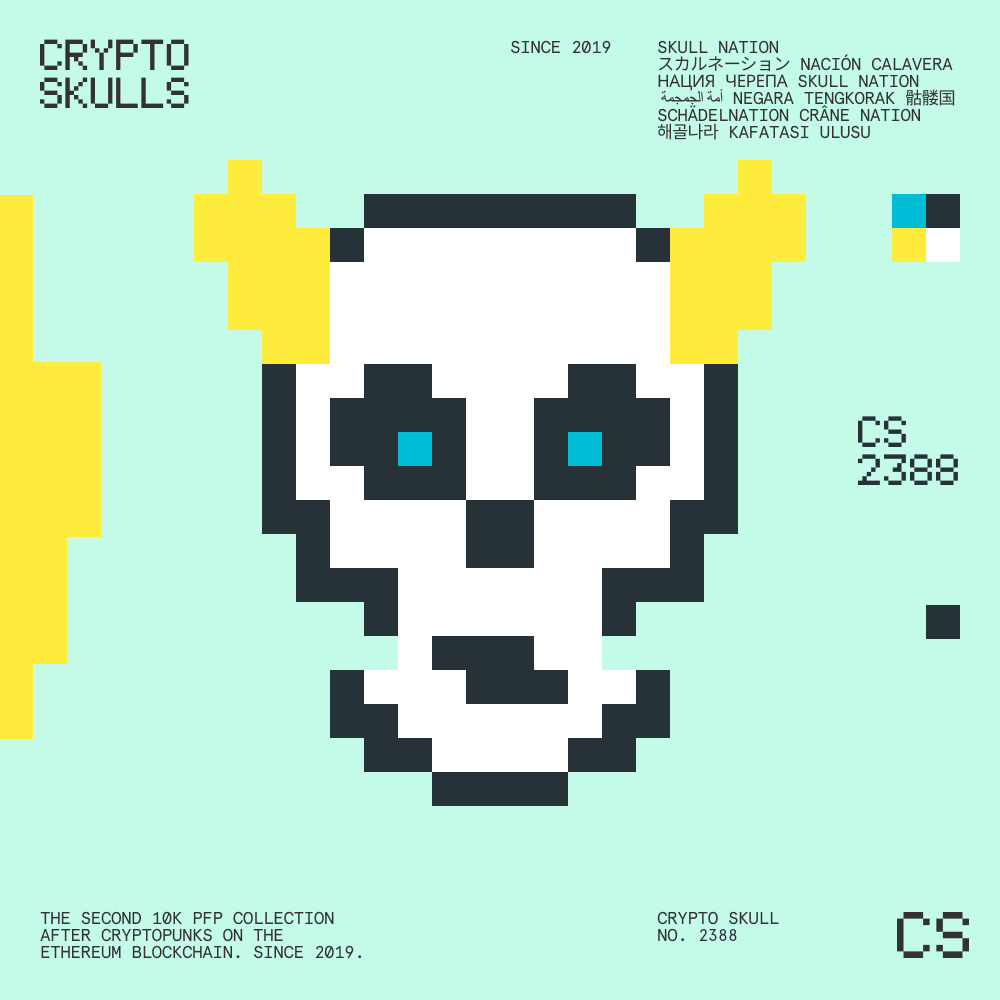 CRYPTO
SKULLS
SINCE 2019
SKULL NATION
スカルネーション NACIÓN CALAVERA
НАЦИЯ ЧЕРЕПА SKULL NATION
أمة الجمجمة NEGARA TENGKORAK 骷髅国
SCHÄDELNATION CRÂNE NATION
해골나라 KAFATASI ULUSU
CS
2388
THE SECOND 10K PFP COLLECTION
AFTER CRYPTOPUNKS ON THE
ETHEREUM BLOCKCHAIN. SINCE 2019.
CRYPTO SKULL
NO. 2388
CS